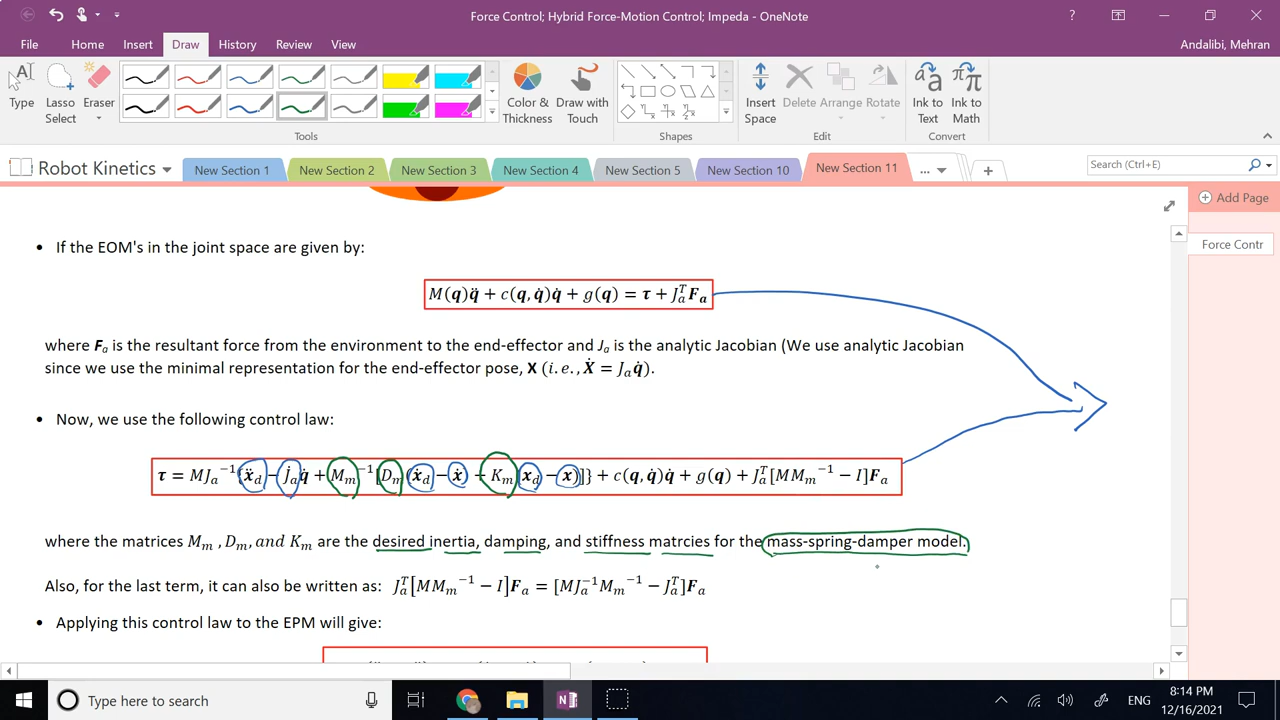 Force Control; Hybrid Force-Motion Control; Impeda - OneNote
File Home Insert Draw History Review View
Andalibi, Mehran
Type Lasso Select Eraser Color & Thickness Draw with Touch Insert Space Delete Arrange Rotate Ink to Text Ink to Math
Tools Shapes Edit Convert
Robot Kinetics New Section 1 New Section 2 New Section 3 New Section 4 New Section 5 New Section 10 New Section 11 ... Search (Ctrl+E)
Add Page
Force Contr
• If the EOM's in the joint space are given by:
M(q)q̈ + c(q, q̇)q̇ + g(q) = τ + J_a^T F_a
where F_a is the resultant force from the environment to the end-effector and J_a is the analytic Jacobian (We use analytic Jacobian
since we use the minimal representation for the end-effector pose, X (i.e., Ẋ = J_a q̇).
• Now, we use the following control law:
τ = MJ_a^{-1}{ẍ_d − J̇_a q̇ + M_m^{-1}[D_m(ẋ_d − ẋ) + K_m(x_d − x)]} + c(q, q̇)q̇ + g(q) + J_a^T[MM_m^{-1} − I]F_a
where the matrices M_m , D_m, and K_m are the desired inertia, damping, and stiffness matrcies for the mass-spring-damper model.
Also, for the last term, it can also be written as: J_a^T[MM_m^{-1} − I]F_a = [MJ_a^{-1}M_m^{-1} − J_a^T]F_a
• Applying this control law to the EPM will give:
Type here to search
ENG
8:14 PM
12/16/2021